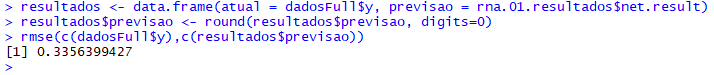 > resultados <- data.frame(atual = dadosFull$y, previsao = rna.01.resultados$net.result)
> resultados$previsao <- round(resultados$previsao, digits=0)
> rmse(c(dadosFull$y),c(resultados$previsao))
[1] 0.3356399427
>